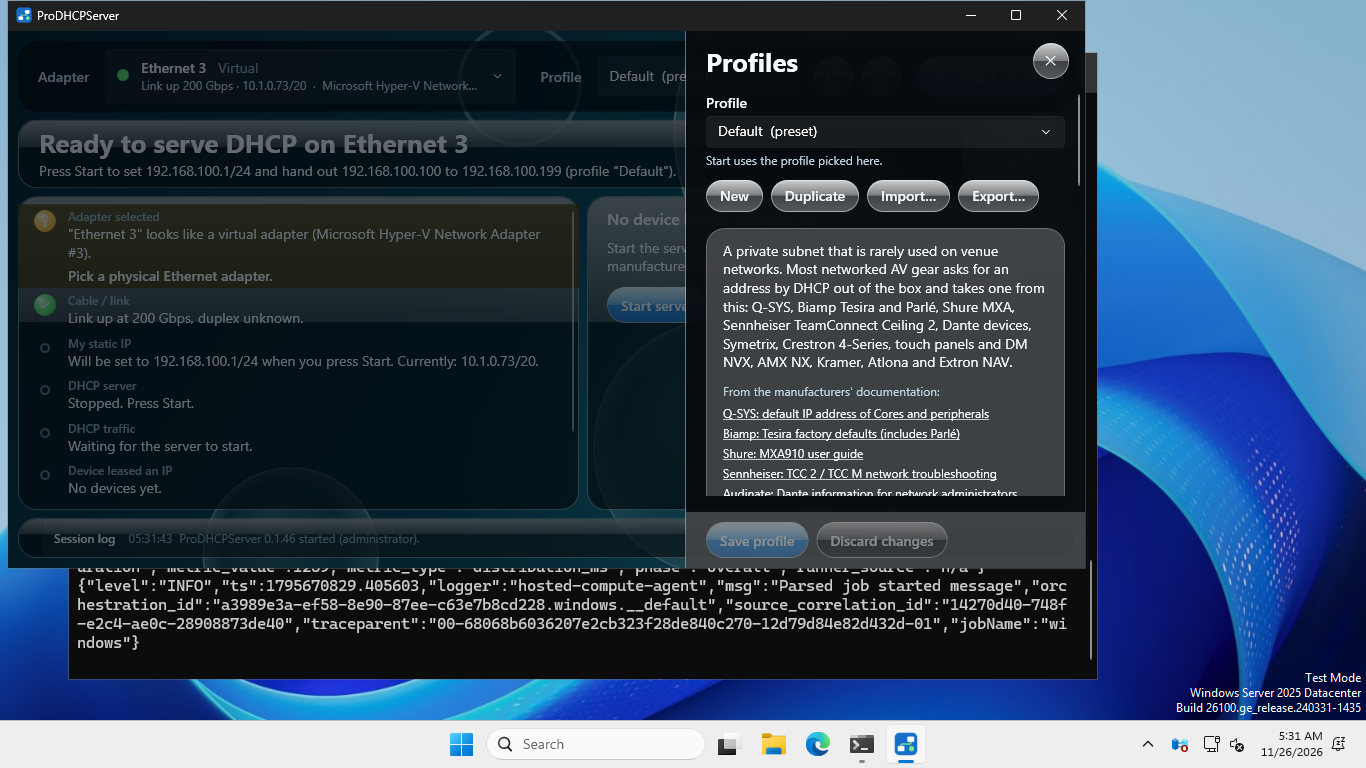 ProDHCPServer
Adapter
Ethernet 3 Virtual
Link up 200 Gbps · 10.1.0.73/20 · Microsoft Hyper-V Network...
Profile
Default (pre
Ready to serve DHCP on Ethernet 3
Press Start to set 192.168.100.1/24 and hand out 192.168.100.100 to 192.168.100.199 (profile "Default").
Adapter selected
"Ethernet 3" looks like a virtual adapter (Microsoft Hyper-V Network Adapter
#3).
Pick a physical Ethernet adapter.
Cable / link
Link up at 200 Gbps, duplex unknown.
My static IP
Will be set to 192.168.100.1/24 when you press Start. Currently: 10.1.0.73/20.
DHCP server
Stopped. Press Start.
DHCP traffic
Waiting for the server to start.
Device leased an IP
No devices yet.
No device
Start the serv
manufacture
Start serve
Session log 05:31:43 ProDHCPServer 0.1.46 started (administrator).
Profiles
Profile
Default (preset)
Start uses the profile picked here.
New Duplicate Import... Export...
A private subnet that is rarely used on venue
networks. Most networked AV gear asks for an
address by DHCP out of the box and takes one from
this: Q-SYS, Biamp Tesira and Parlé, Shure MXA,
Sennheiser TeamConnect Ceiling 2, Dante devices,
Symetrix, Crestron 4-Series, touch panels and DM
NVX, AMX NX, Kramer, Atlona and Extron NAV.
From the manufacturers' documentation:
Q-SYS: default IP address of Cores and peripherals
Biamp: Tesira factory defaults (includes Parlé)
Shure: MXA910 user guide
Sennheiser: TCC 2 / TCC M network troubleshooting
Audinate: Dante information for network administrators
Save profile Discard changes
uration","metric_value":1239,"metric_type":"distribution_ms","phase":"overall","runner_source":"n/a"}
{"level":"INFO","ts":1795670829.405603,"logger":"hosted-compute-agent","msg":"Parsed job started message","orc
hestration_id":"a3989e3a-ef58-8e90-87ee-c63e7b8cd228.windows.__default","source_correlation_id":"14270d40-748f
-e2c4-ae0c-28908873de40","traceparent":"00-68068b6036207e2cb323f28de840c270-12d79d84e82d432d-01","jobName":"wi
ndows"}
Test Mode
Windows Server 2025 Datacenter
Build 26100.ge_release.240331-1435
Search
5:31 AM
11/26/2026